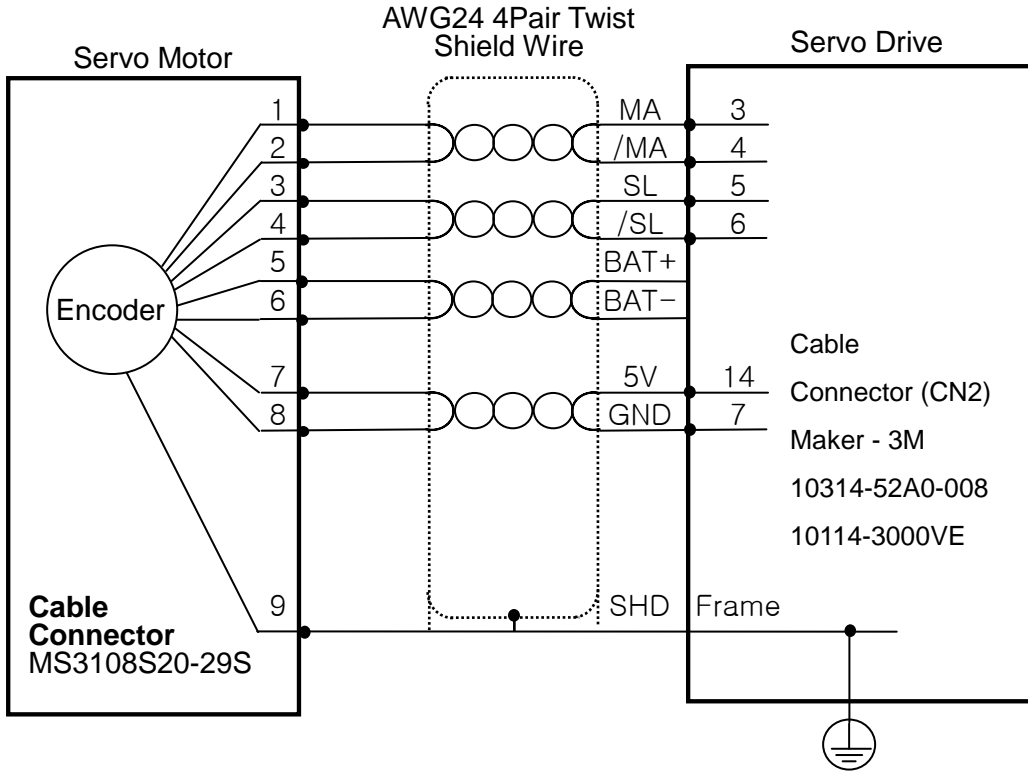 AWG24 4Pair Twist
Shield Wire
Servo Motor
Servo Drive
1 MA 3
2 /MA 4
3 SL 5
4 /SL 6
5 BAT+
6 BAT-
Encoder
7 5V 14
8 GND 7
Cable
Connector (CN2)
Maker - 3M
10314-52A0-008
10114-3000VE
9 SHD Frame
Cable
Connector
MS3108S20-29S